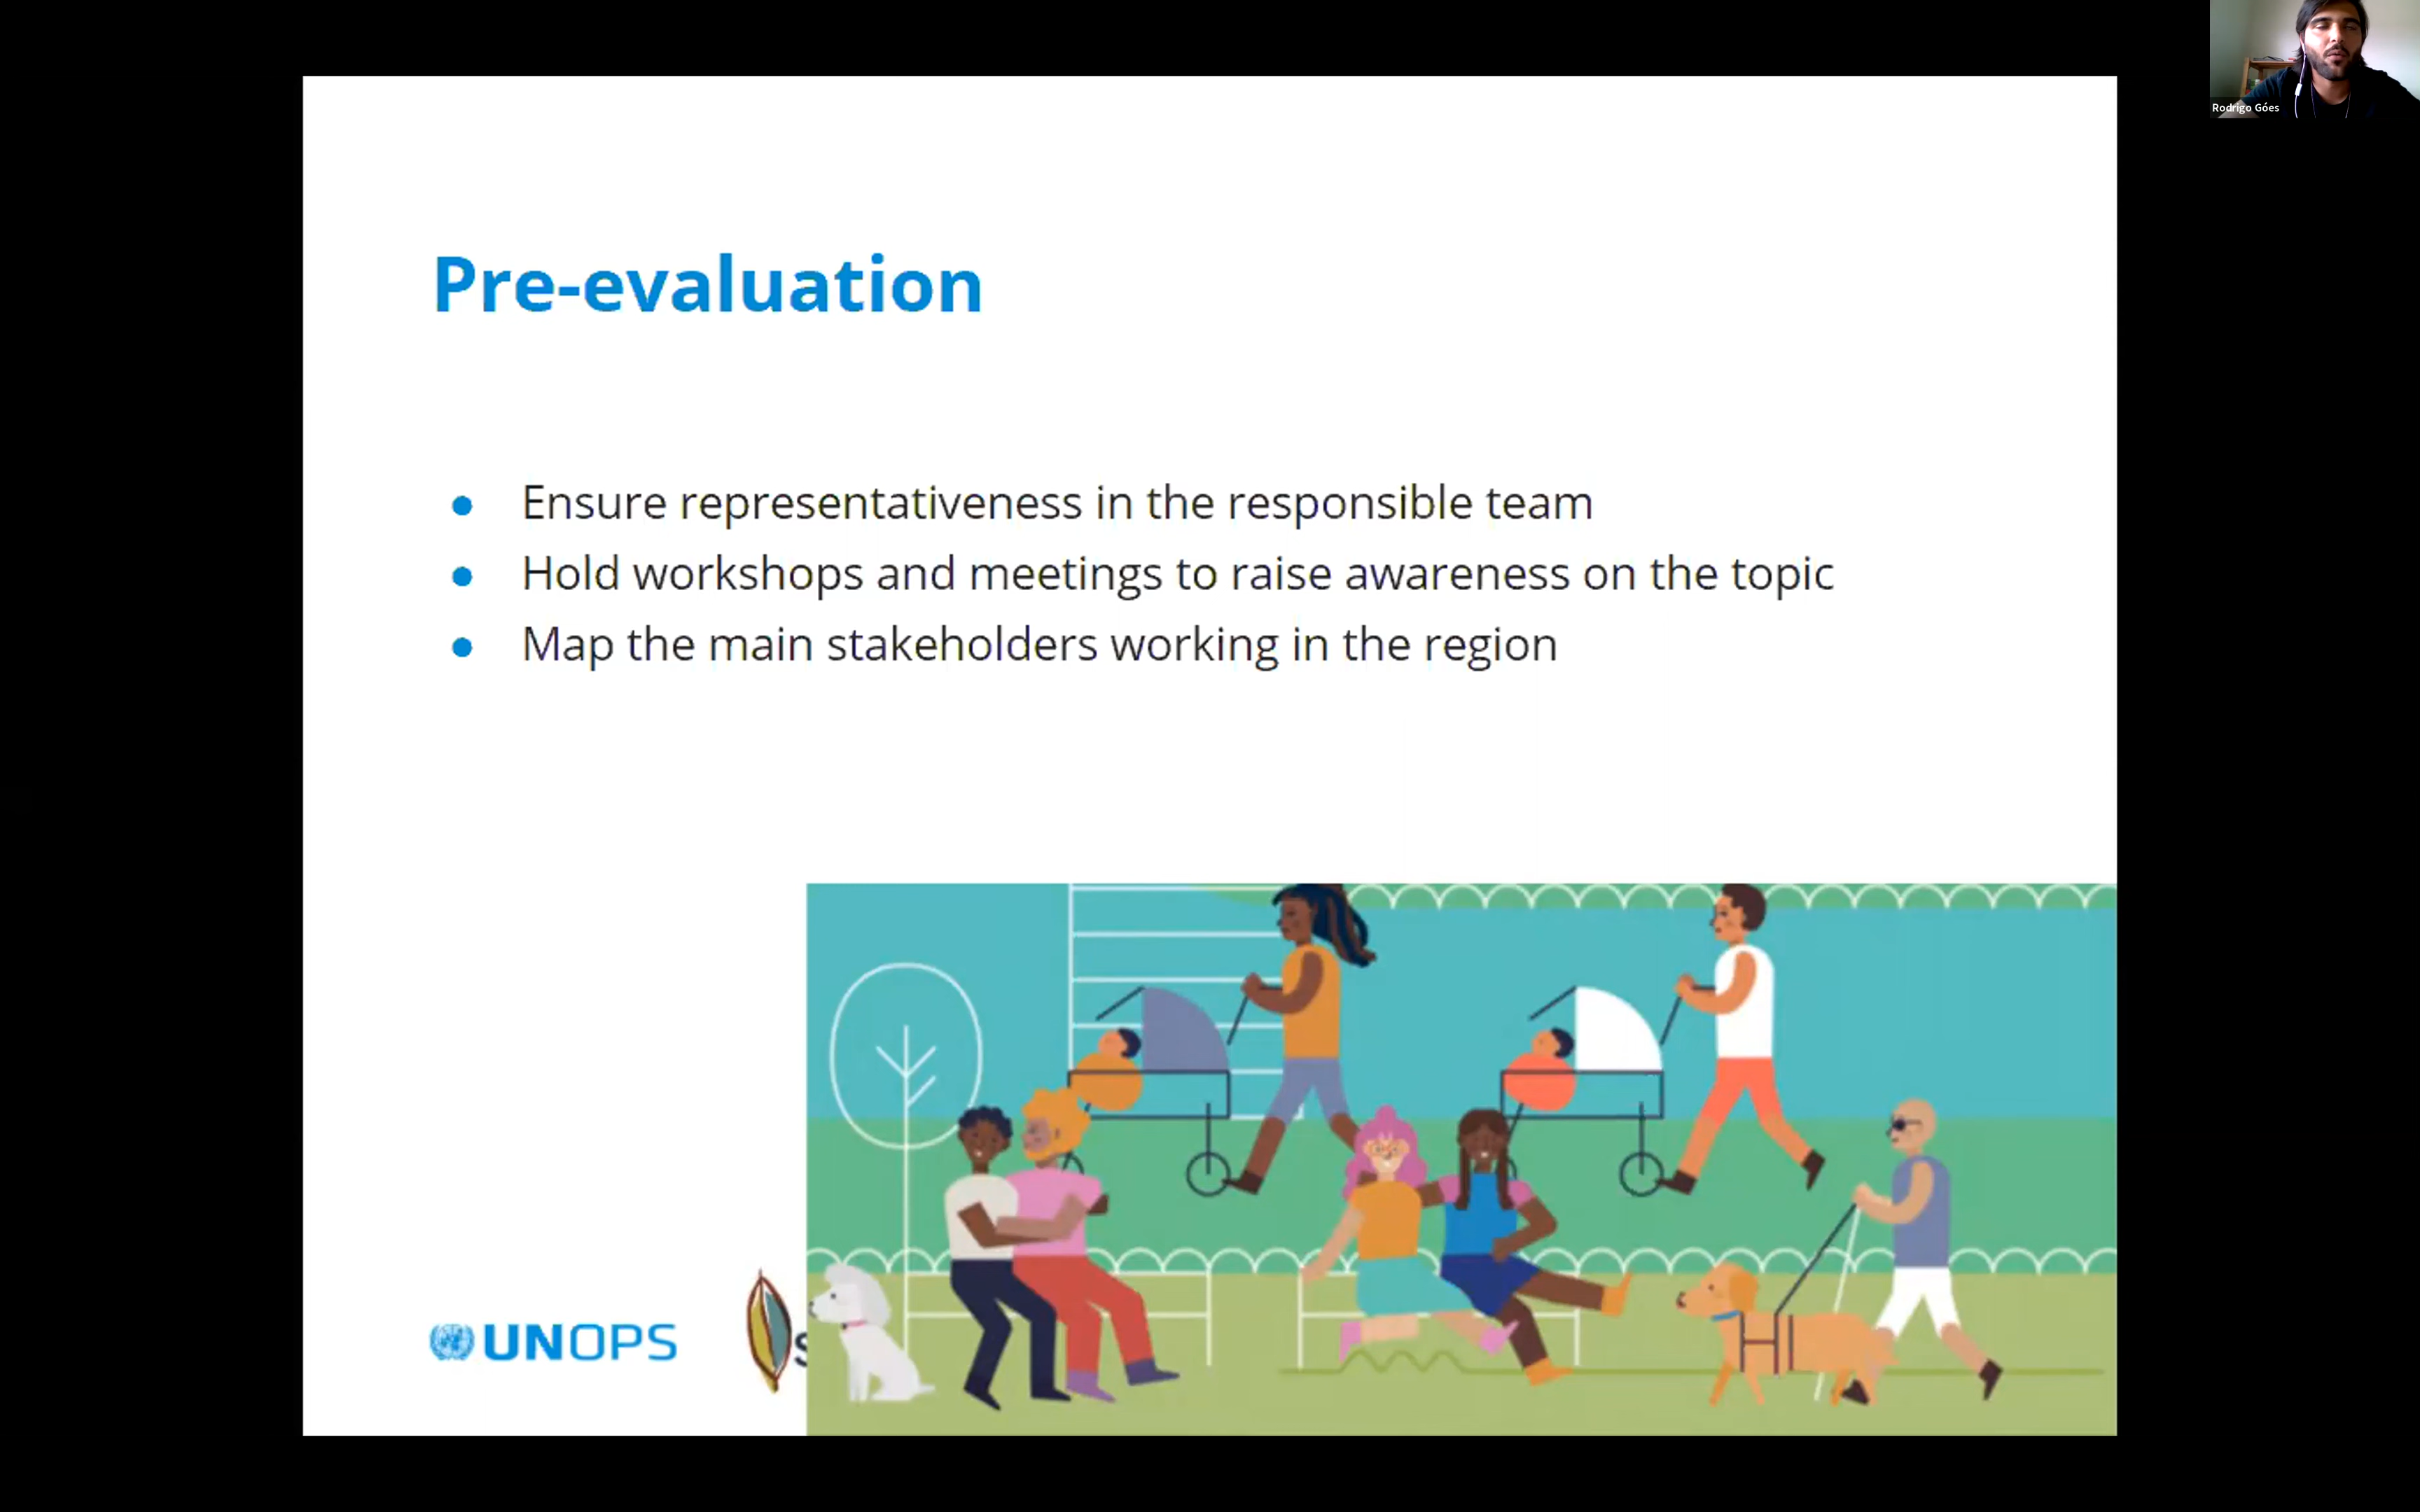 Rodrigo Góes
Pre-evaluation
Ensure representativeness in the responsible team
Hold workshops and meetings to raise awareness on the topic
Map the main stakeholders working in the region
UNOPS